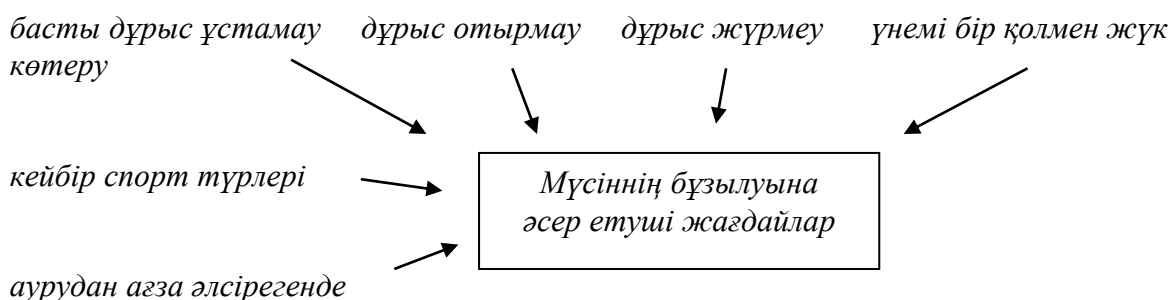 басты дұрыс ұстамау дұрыс отырмау дұрыс жүрмеу үнемі бір қолмен жүк
көтеру
кейбір спорт түрлері
Мүсіннің бұзылуына
әсер етуші жағдайлар
аурудан ағза әлсірегенде